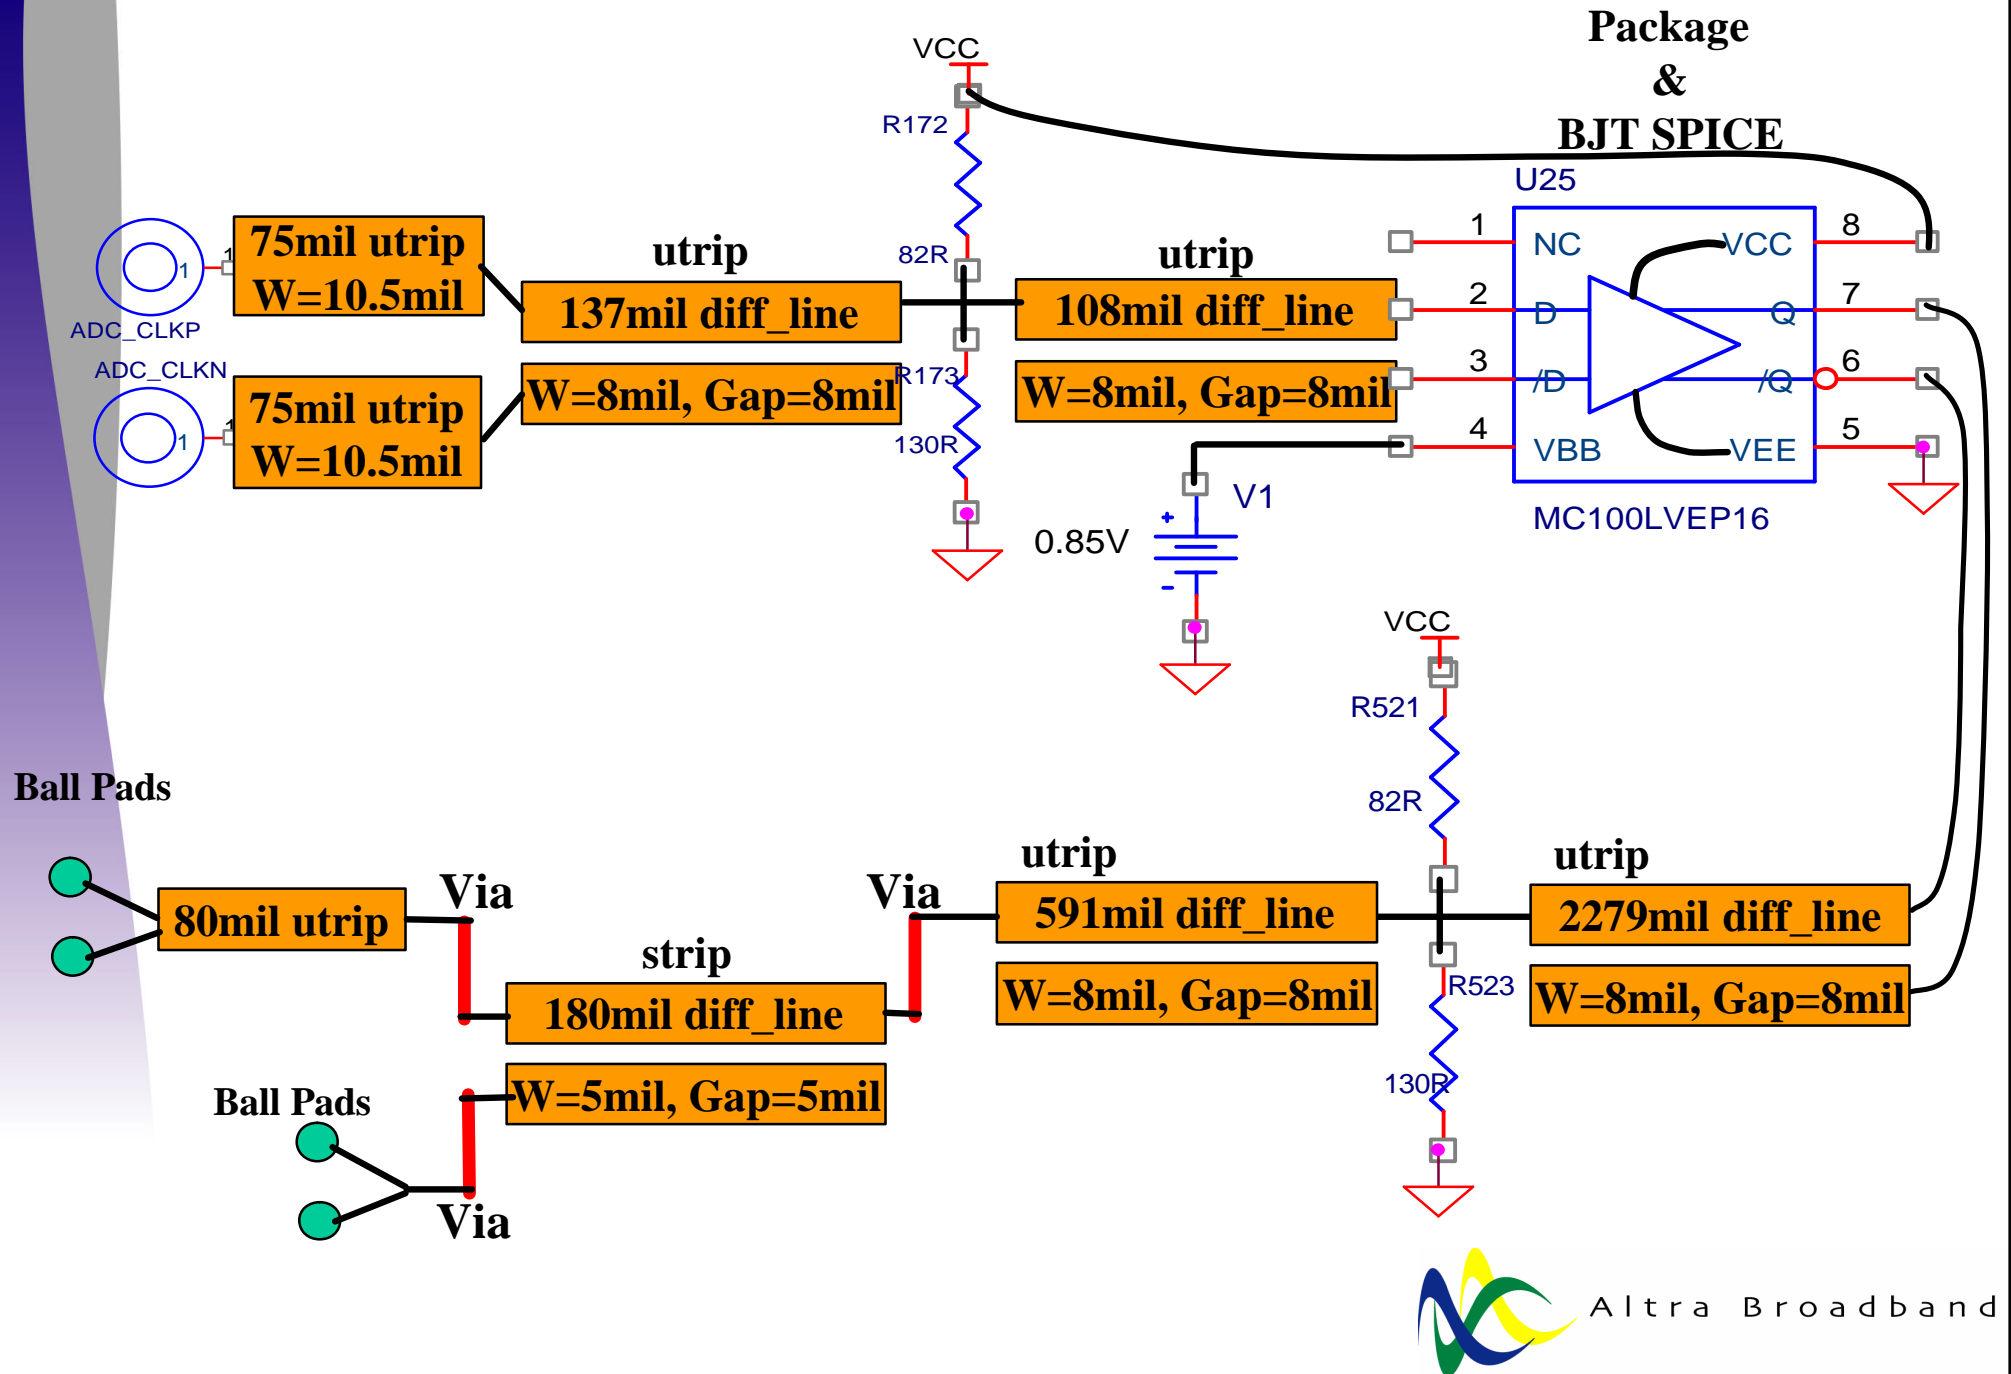 Package
&
BJT SPICE
VCC
R172
82R
U25
1
NC
VCC
8
2
D
Q
7
3
/D
/Q
6
4
VBB
VEE
5
MC100LVEP16
1
1
75mil utrip
W=10.5mil
ADC_CLKP
ADC_CLKN
1
1
75mil utrip
W=10.5mil
utrip
137mil diff_line
W=8mil, Gap=8mil
R173
130R
utrip
108mil diff_line
W=8mil, Gap=8mil
V1
+
0.85V
-
VCC
R521
82R
Ball Pads
80mil utrip
Via
strip
180mil diff_line
W=5mil, Gap=5mil
Via
utrip
591mil diff_line
W=8mil, Gap=8mil
R523
130R
utrip
2279mil diff_line
W=8mil, Gap=8mil
Ball Pads
Via
Altra Broadband